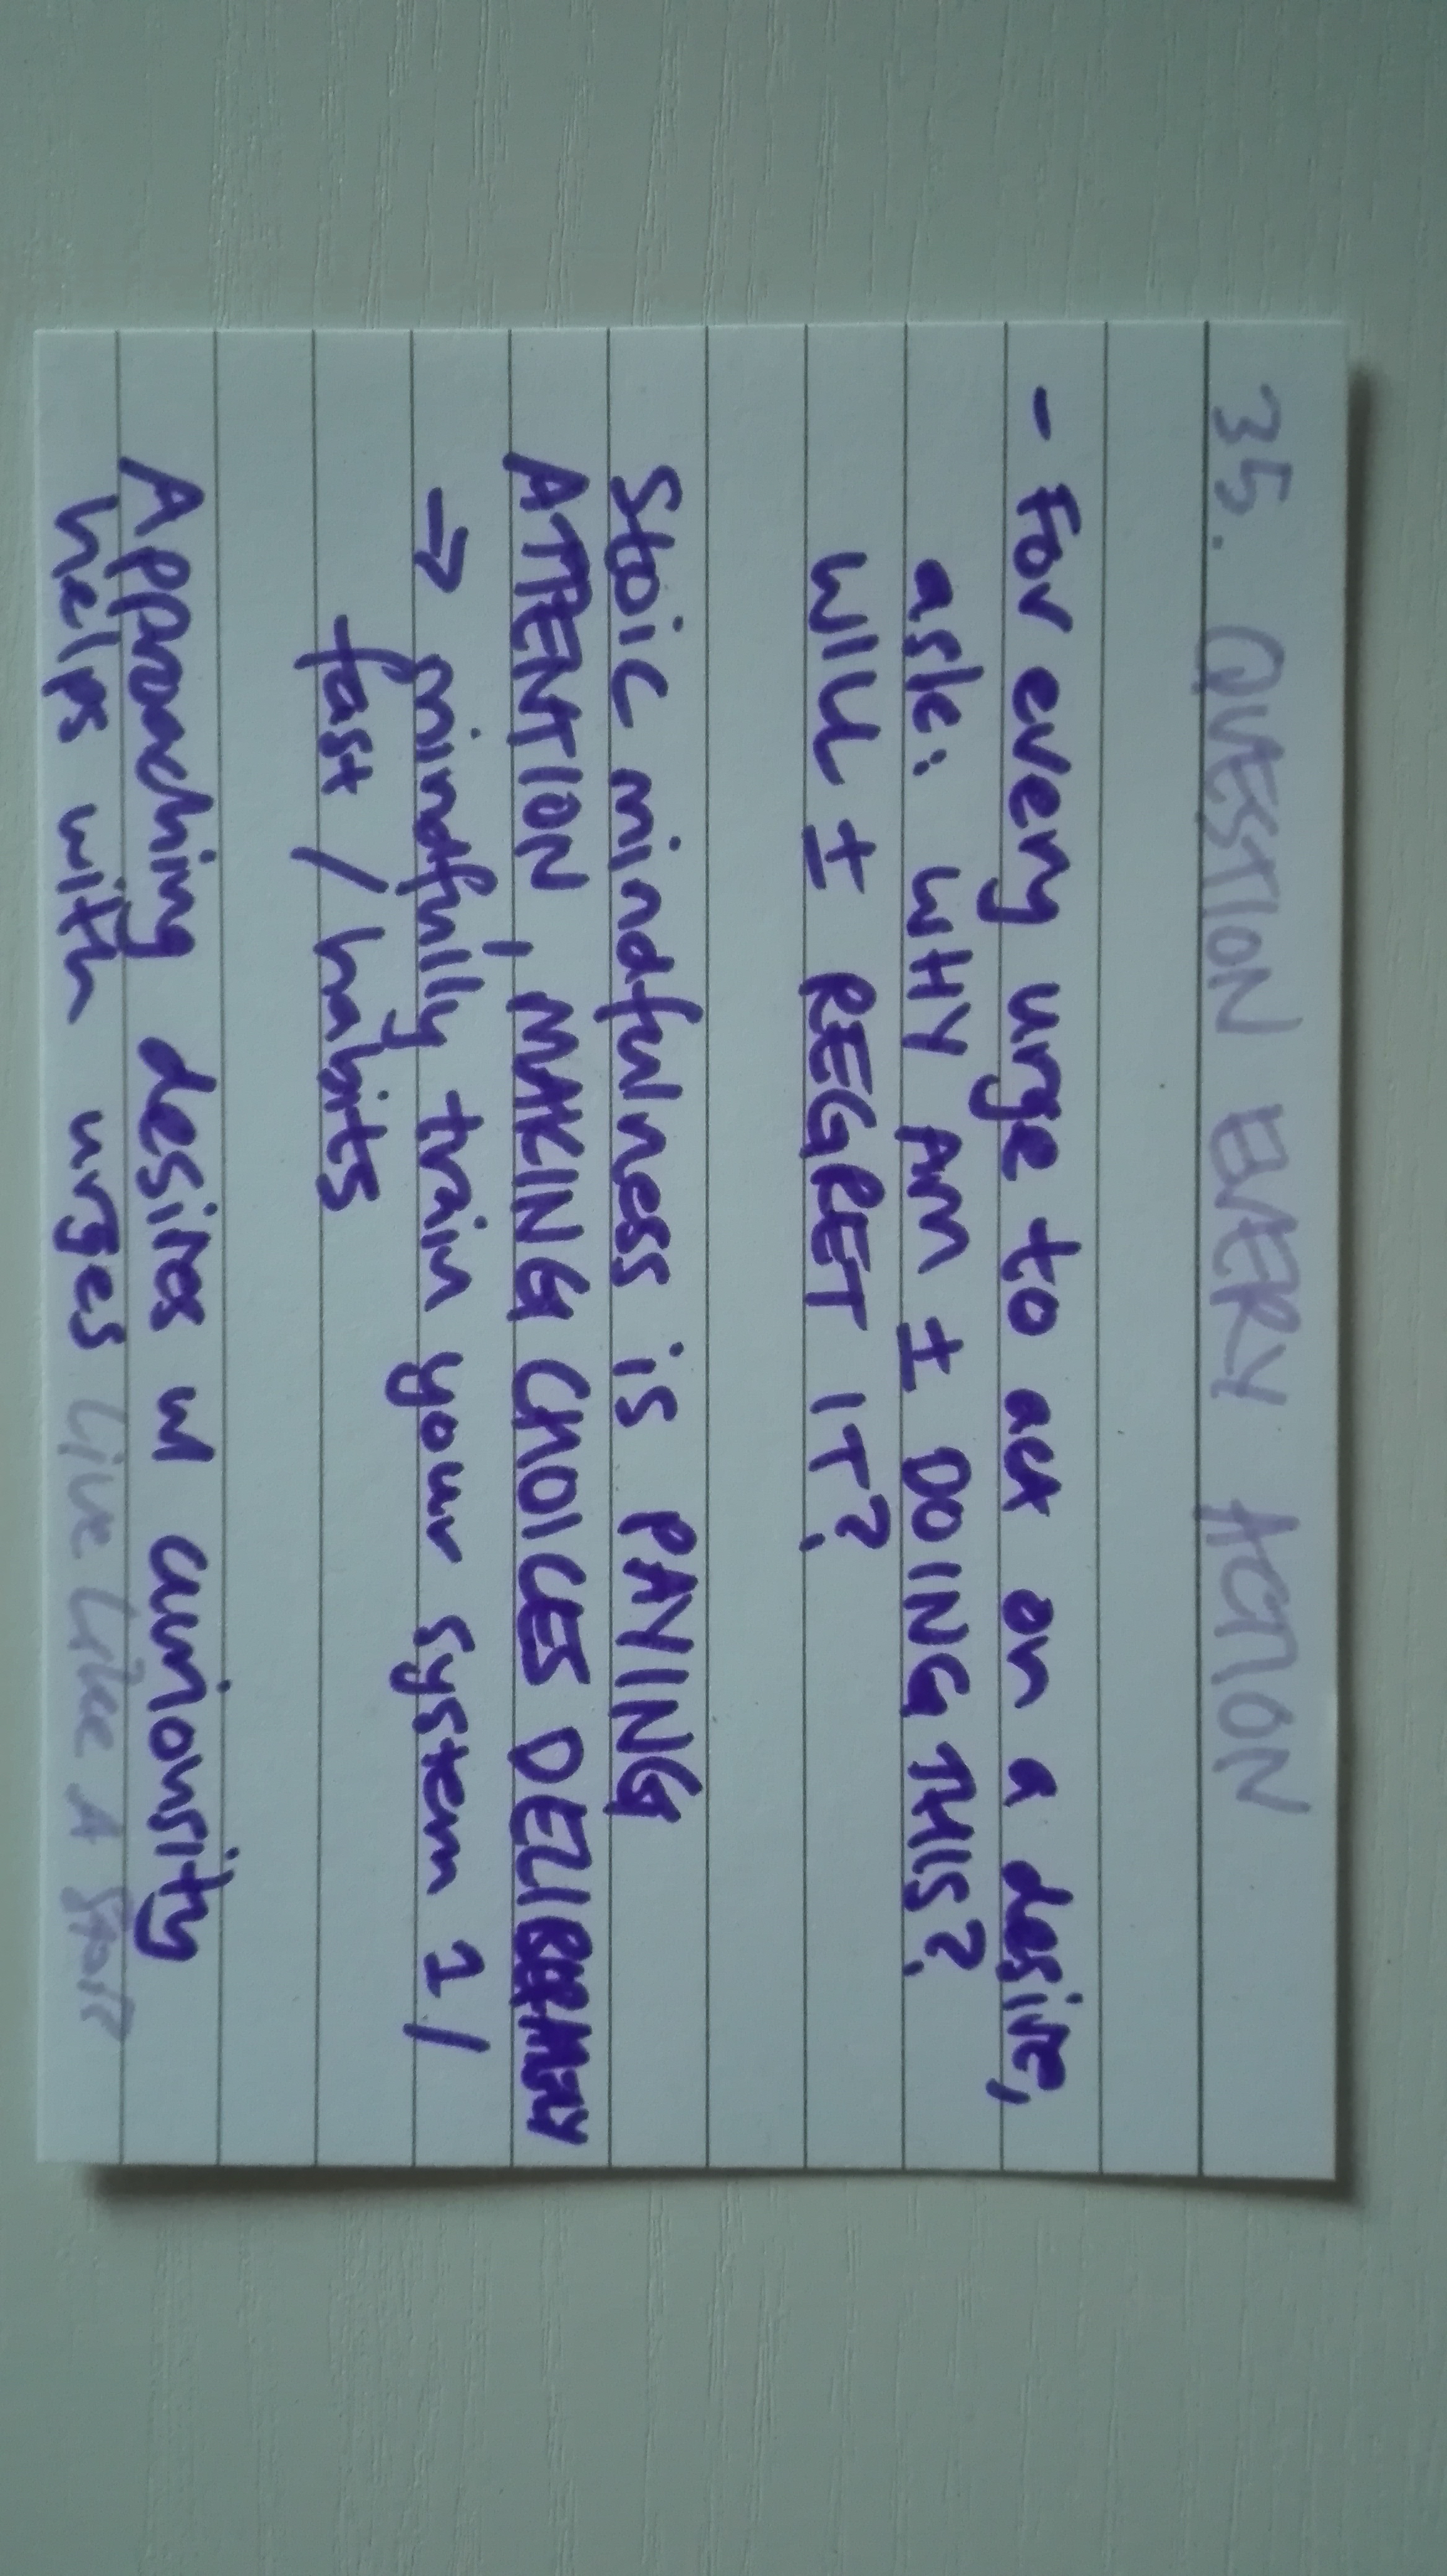 35. QUESTION EVERY ACTION
- For every urge to act on a desire,
ask: WHY AM I DOING THIS?
WILL I REGRET IT?
Stoic mindfulness is PAYING
ATTENTION, MAKING CHOICES DELIBERATELY
→ mindfully train your system 1 /
fast / habits
Approaching desires w/ curiousity
helps with urges Live Like A Stoic